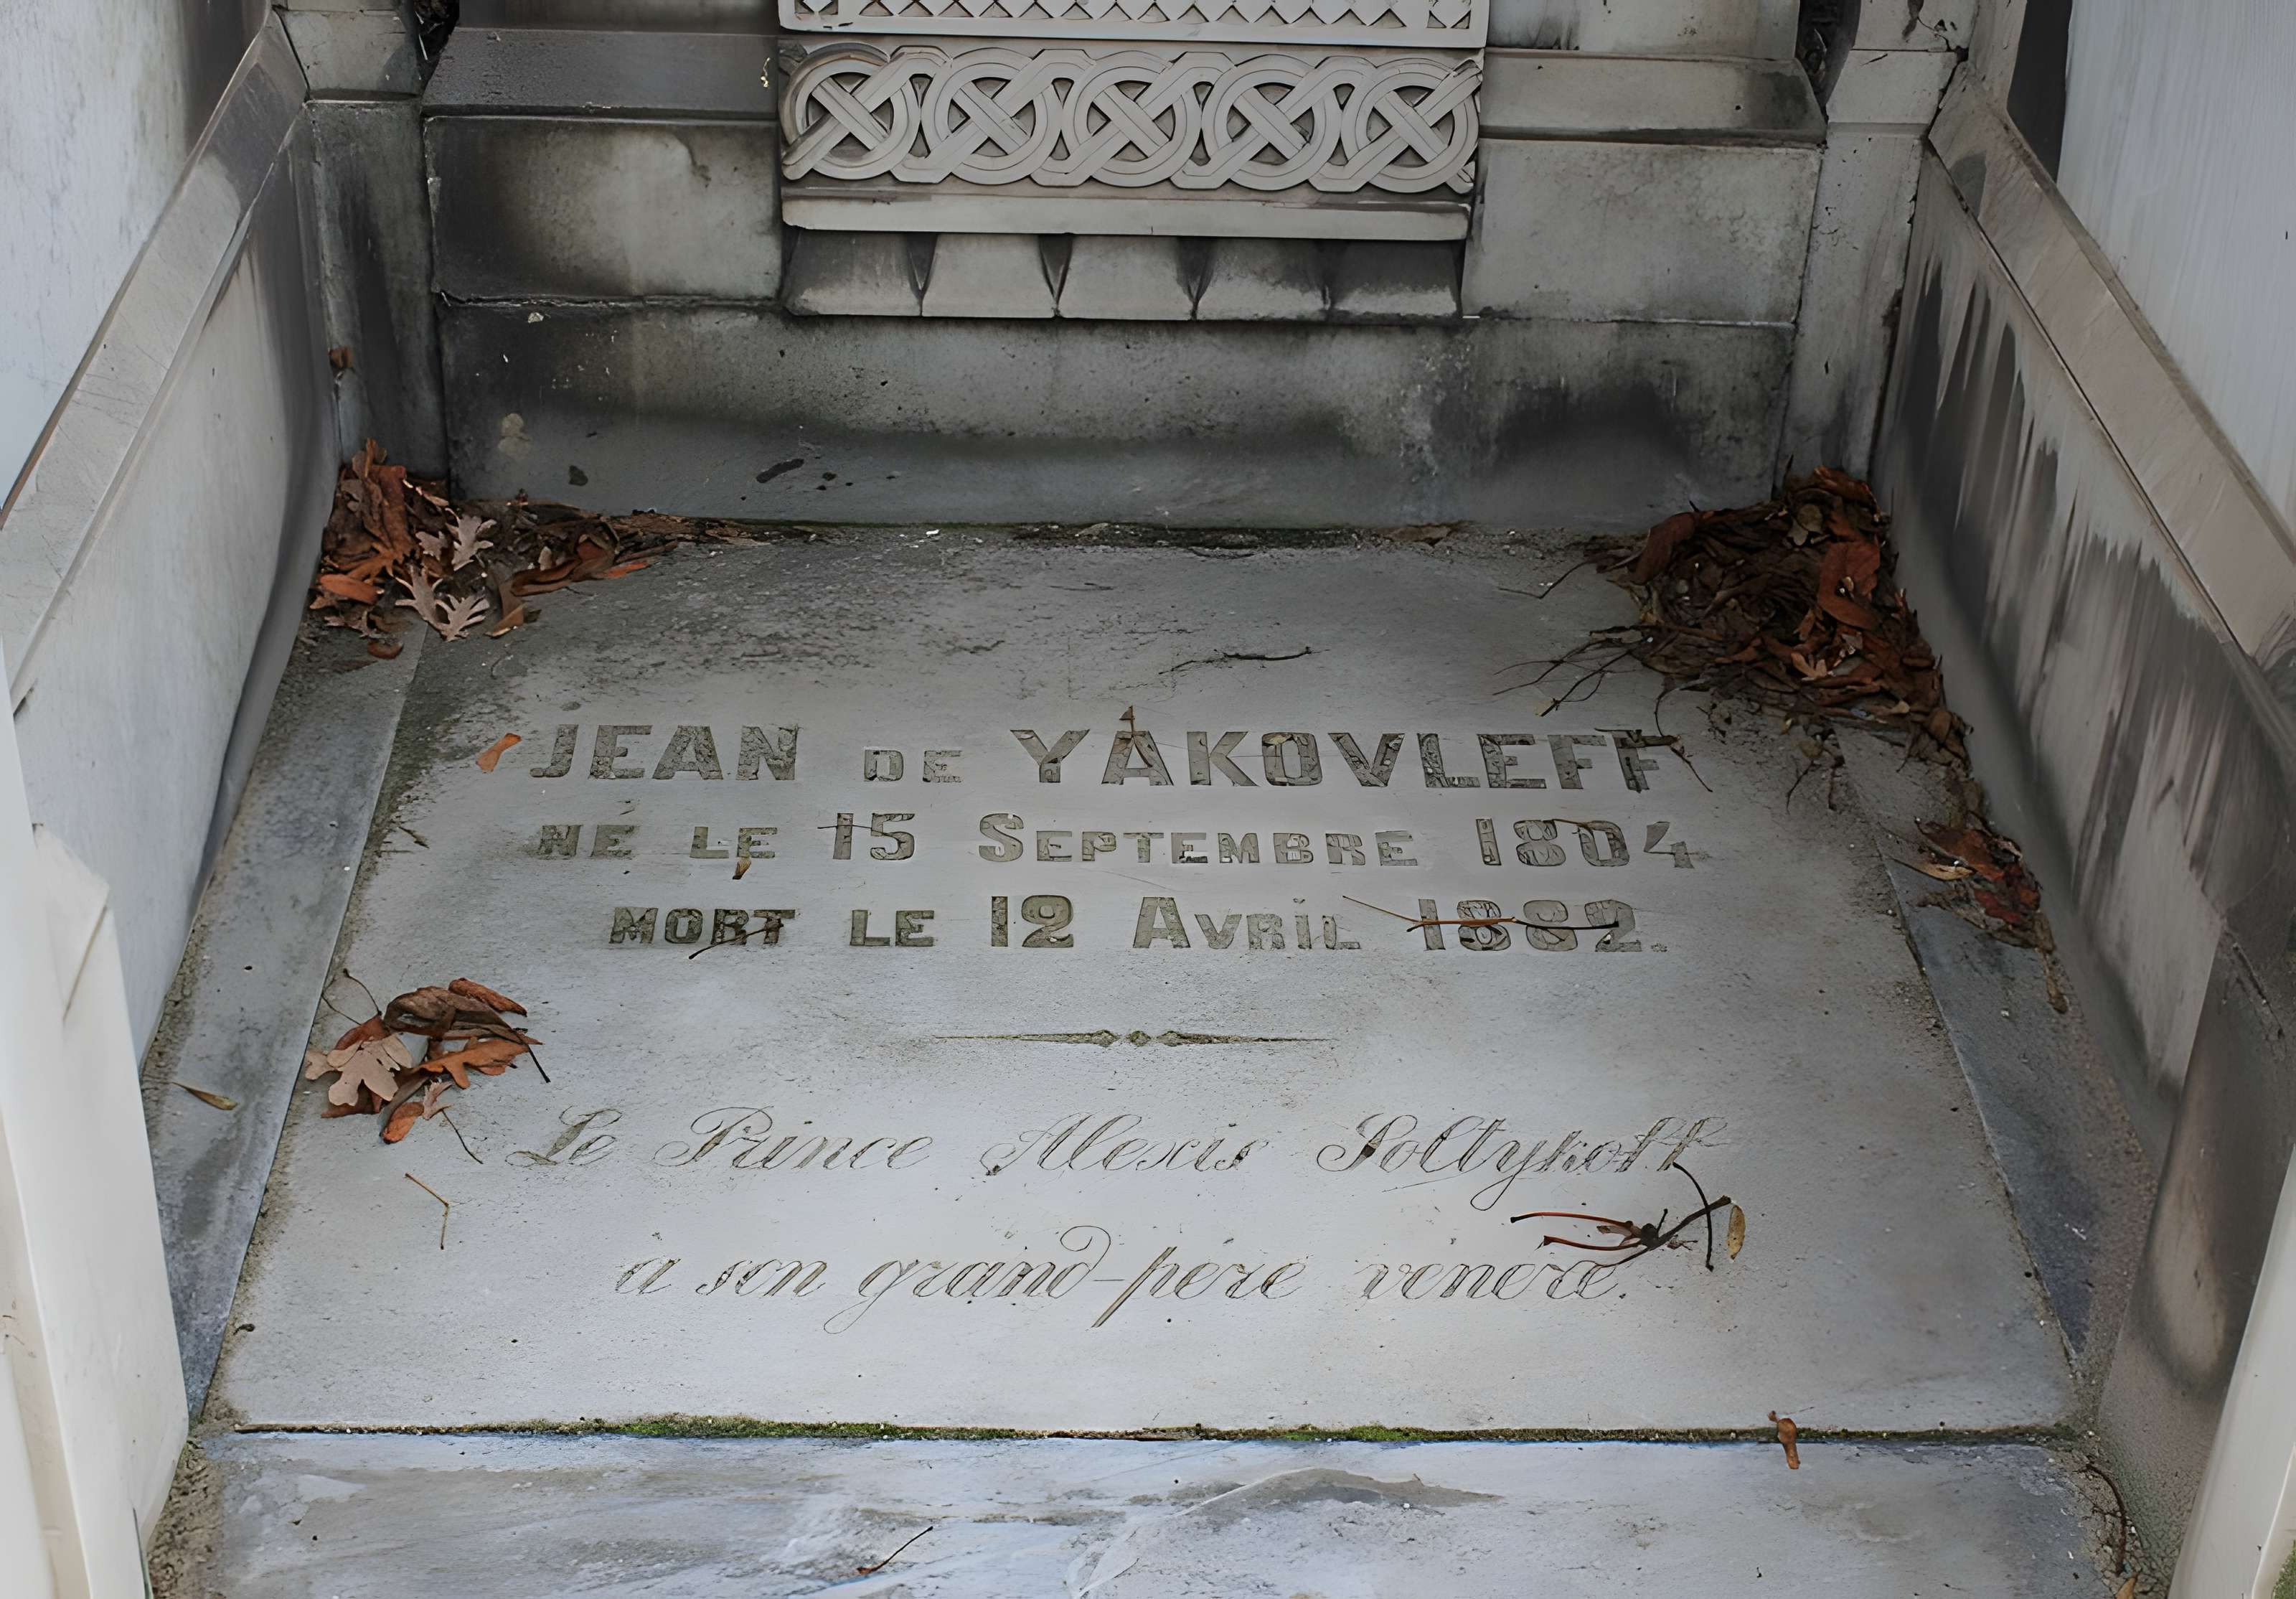 JEAN DE YAKOVLEFF
NÉ LE 15 SEPTEMBRE 1804
MORT LE 12 AVRIL 1882.
Le Prince Alexis Soltykoff
a son grand-père vénéré.